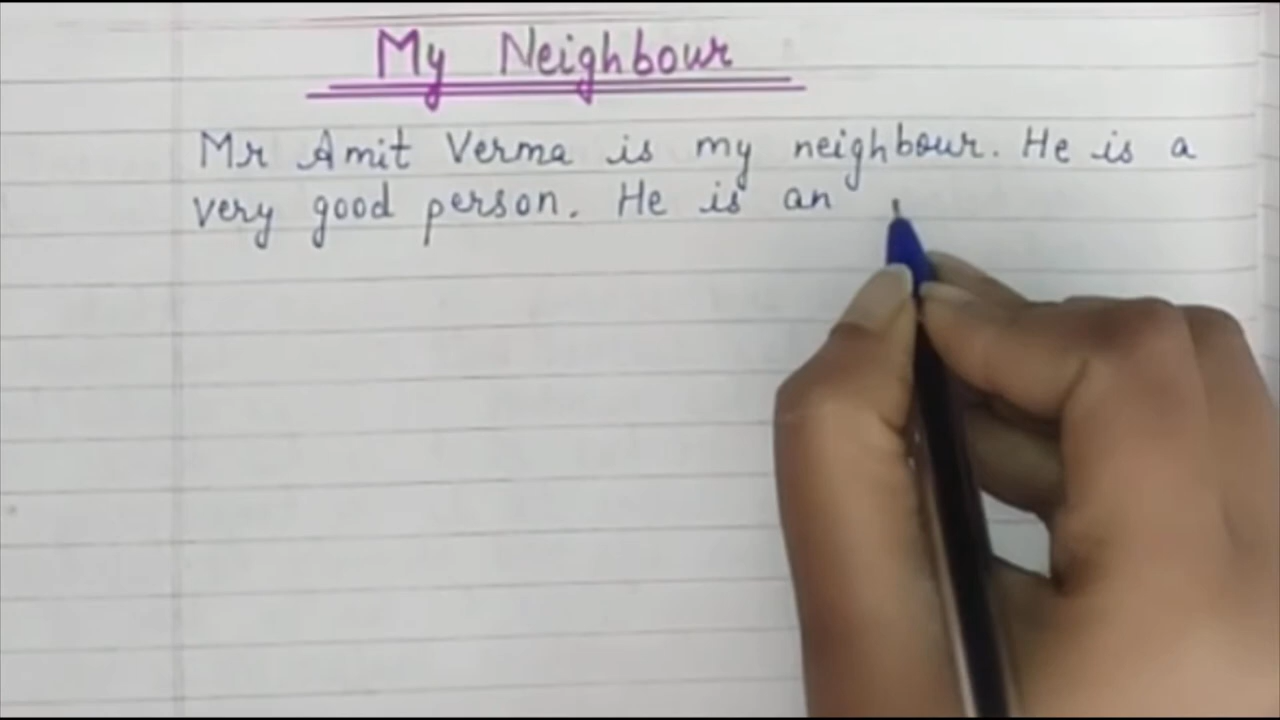 My Neighbour
Mr Amit Verma is my neighbour. He is a
very good person. He is an